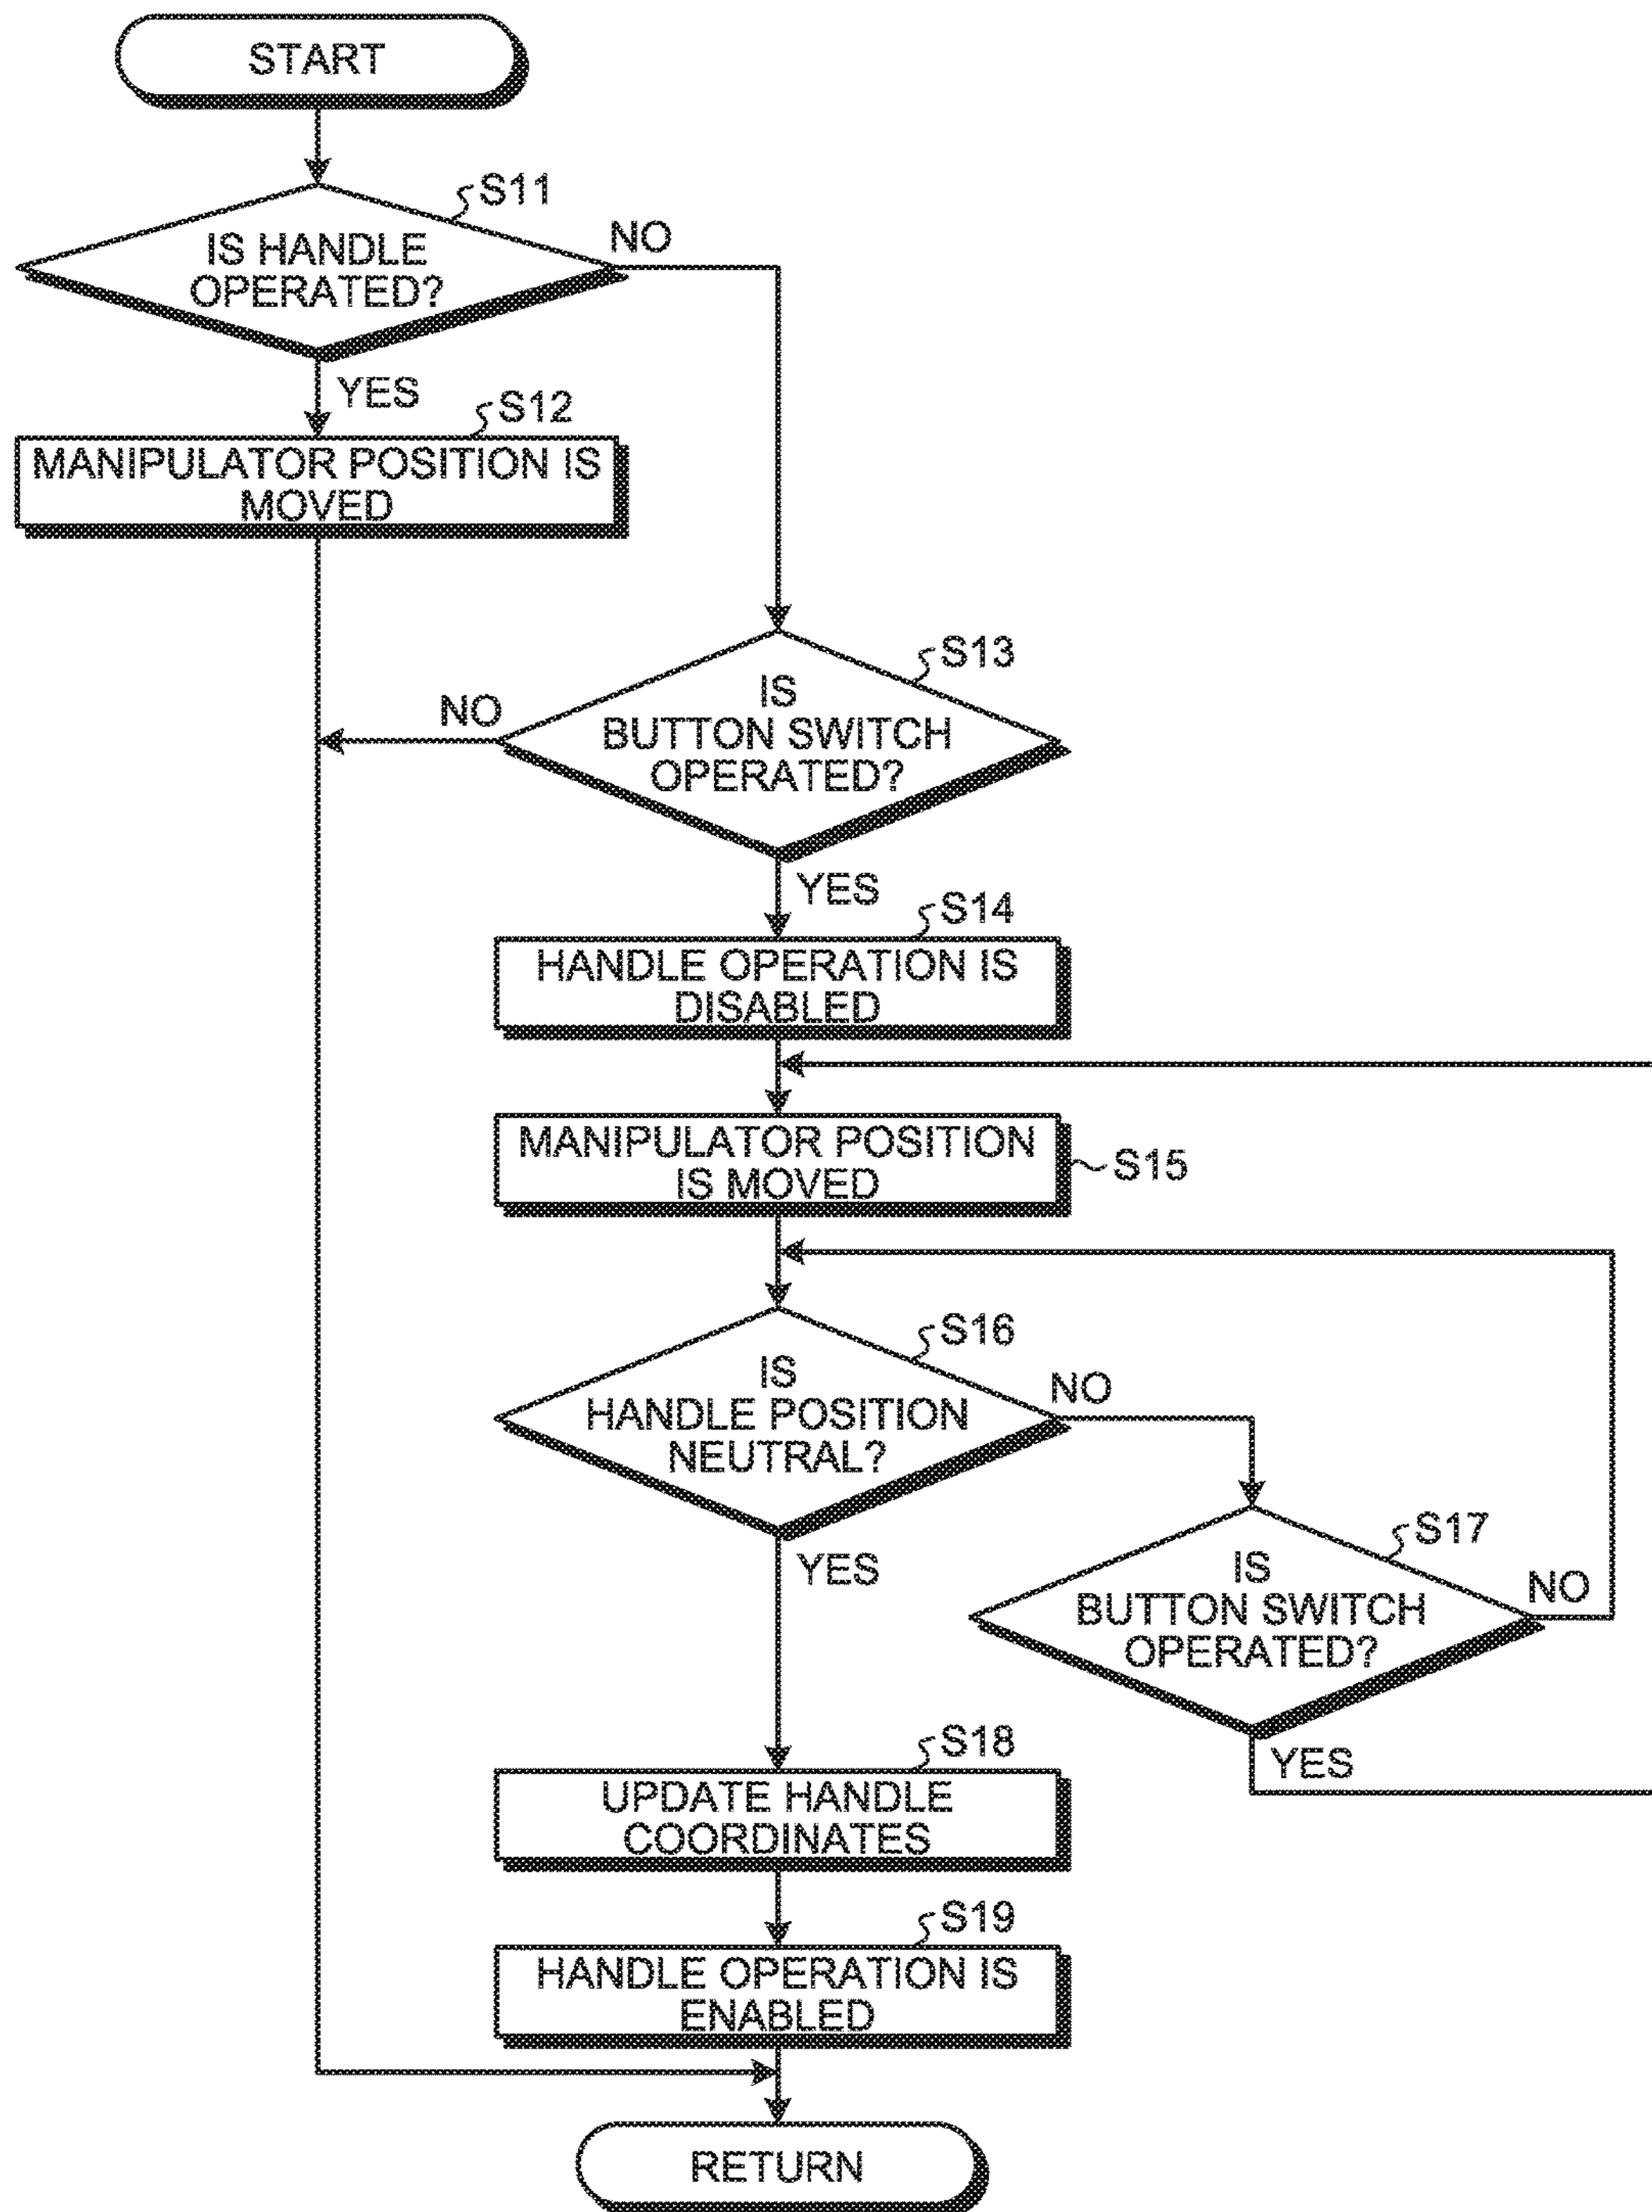 START
S11
IS HANDLE
OPERATED?
NO
YES
S12
MANIPULATOR POSITION IS
MOVED
S13
IS
BUTTON SWITCH
OPERATED?
NO
YES
S14
HANDLE OPERATION IS
DISABLED
MANIPULATOR POSITION
IS MOVED
S15
S16
IS
HANDLE POSITION
NEUTRAL?
NO
YES
S17
IS
BUTTON SWITCH
OPERATED?
NO
YES
S18
UPDATE HANDLE
COORDINATES
S19
HANDLE OPERATION IS
ENABLED
RETURN